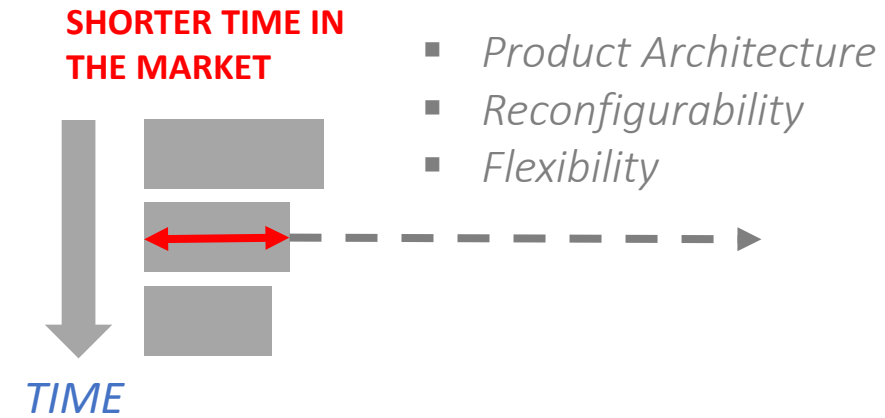 SHORTER TIME IN
THE MARKET
▪ Product Architecture
▪ Reconfigurability
▪ Flexibility
TIME